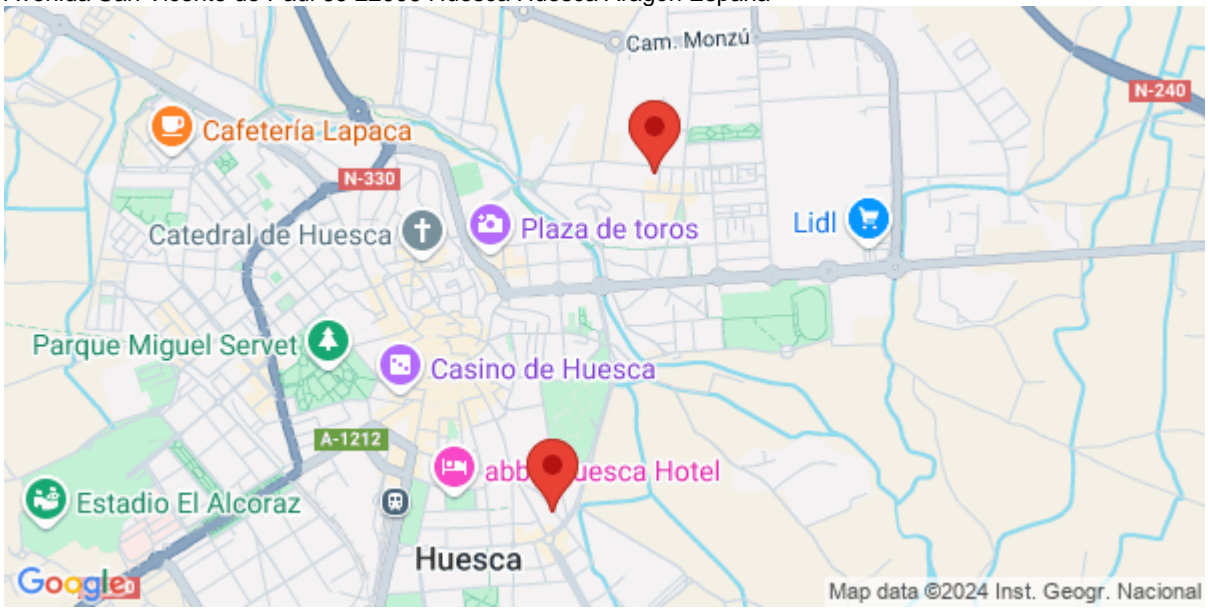 Cam. Monzú
N-240
Cafetería Lapaca
N-330
Catedral de Huesca
Plaza de toros
Lidl
Parque Miguel Servet
Casino de Huesca
A-1212
Huesca Hotel
Estadio El Alcoraz
Huesca
Google
Map data ©2024 Inst. Geogr. Nacional